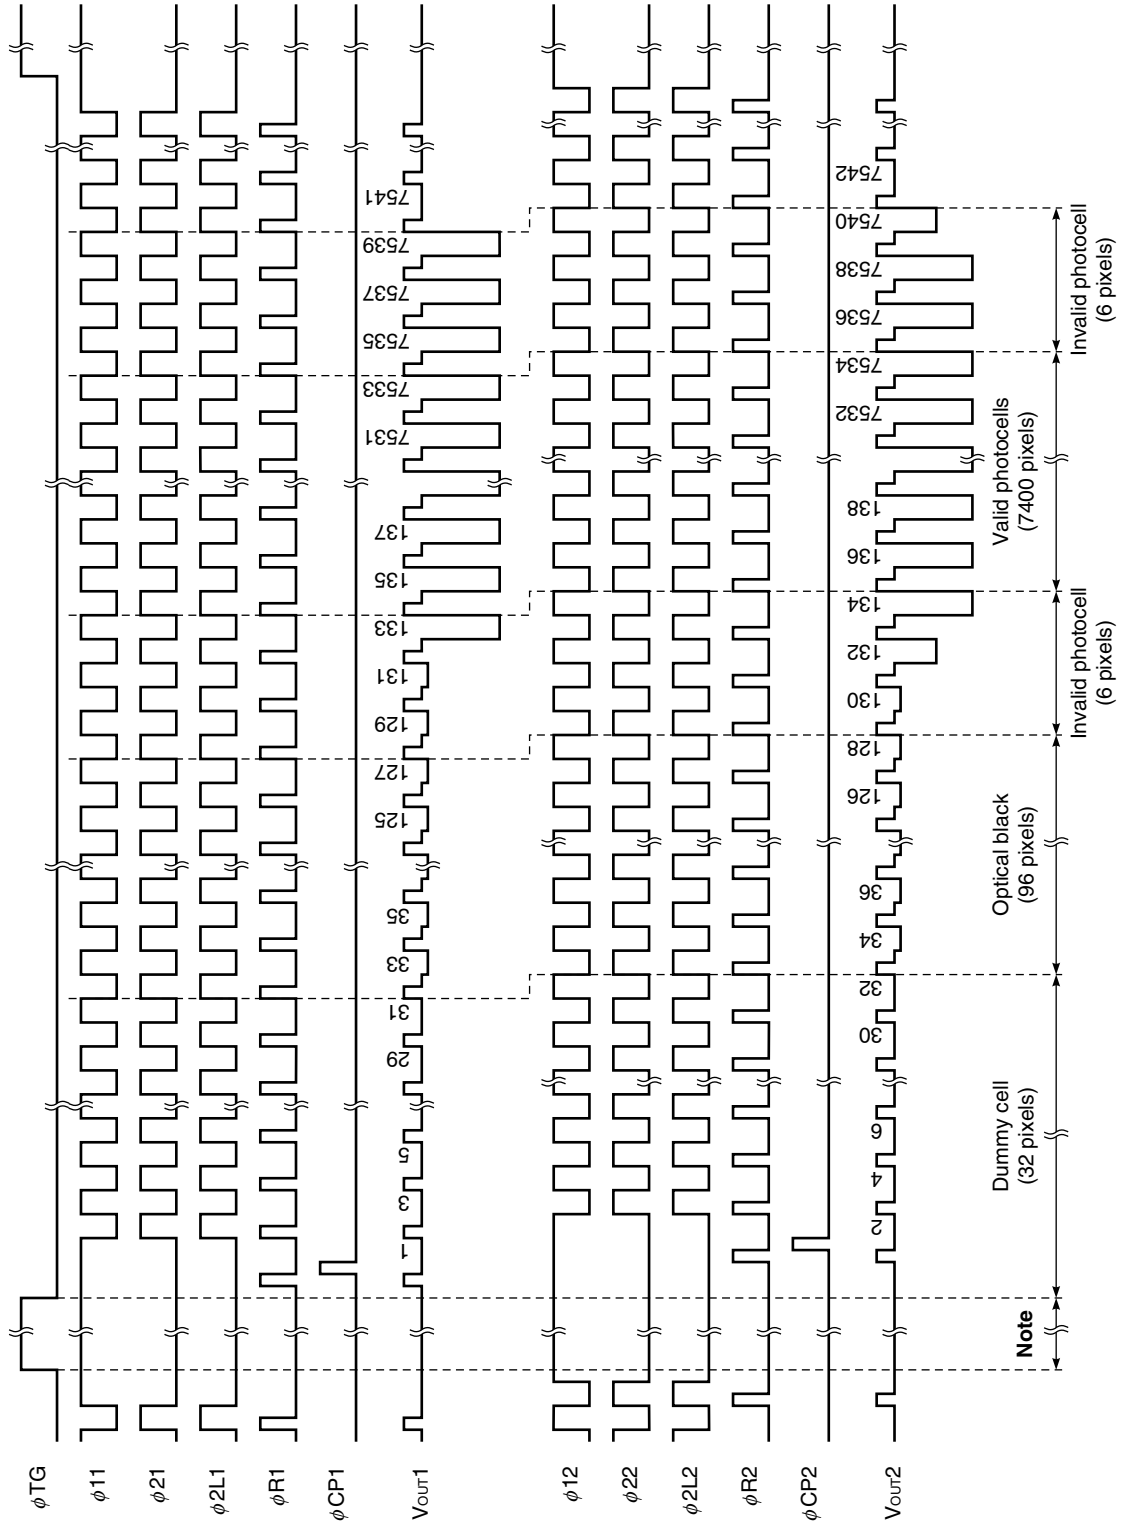 φTG
φ11
φ21
φ2L1
φR1
φCP1
VOUT1
1
3
5
29
31
33
35
125
127
129
131
133
135
137
7531
7533
7535
7537
7539
7541
φ12
φ22
φ2L2
φR2
φCP2
VOUT2
2
4
6
30
32
34
36
126
128
130
132
134
136
138
7532
7534
7536
7538
7540
7542
Note
Dummy cell
(32 pixels)
Optical black
(96 pixels)
Invalid photocell
(6 pixels)
Valid photocells
(7400 pixels)
Invalid photocell
(6 pixels)